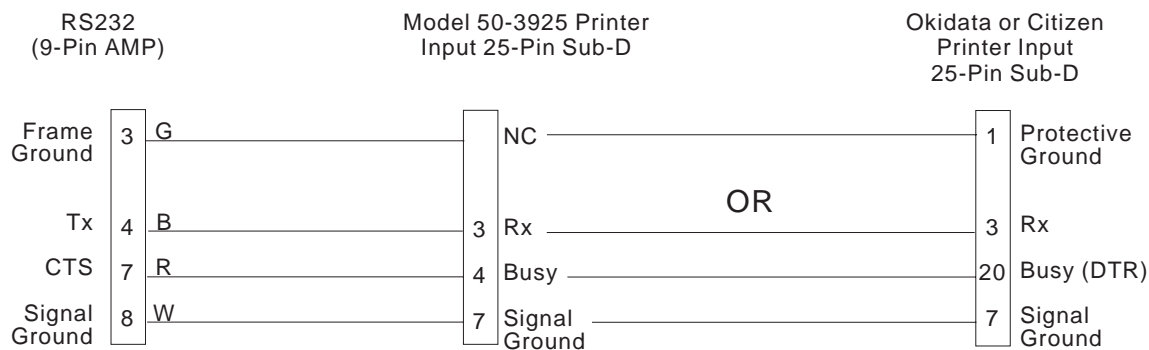 RS232
(9-Pin AMP)
Model 50-3925 Printer
Input 25-Pin Sub-D
Okidata or Citizen
Printer Input
25-Pin Sub-D
Frame
Ground
3
G
NC
1
Protective
Ground
OR
Tx
4
B
3
Rx
3
Rx
CTS
7
R
4
Busy
20
Busy (DTR)
Signal
Ground
8
W
7
Signal
Ground
7
Signal
Ground